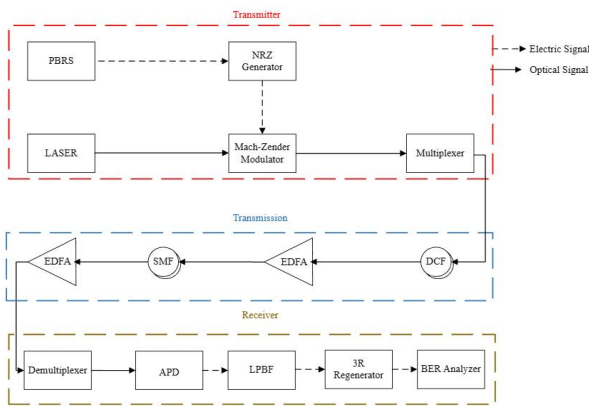 Transmitter
PBRS
NRZ
Generator
Electric Signal
Optical Signal
LASER
Mach-Zender
Modulator
Multiplexer
Transmission
EDFA
SMF
EDFA
DCF
Receiver
Demultiplexer
APD
LPBF
3R
Regenerator
BER Analyzer